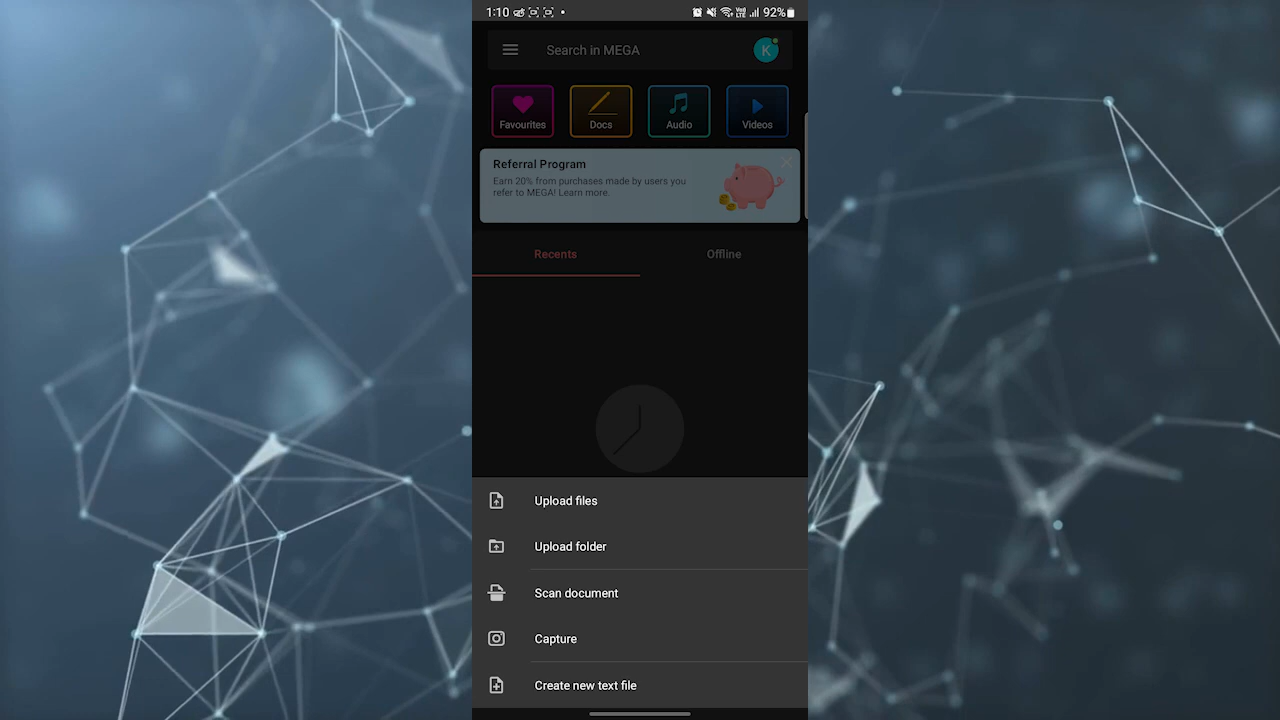 1:10 92%
Search in MEGA K
Favourites Docs Audio Videos
Referral Program
Earn 20% from purchases made by users you
refer to MEGA! Learn more.
Recents Offline
Upload files
Upload folder
Scan document
Capture
Create new text file